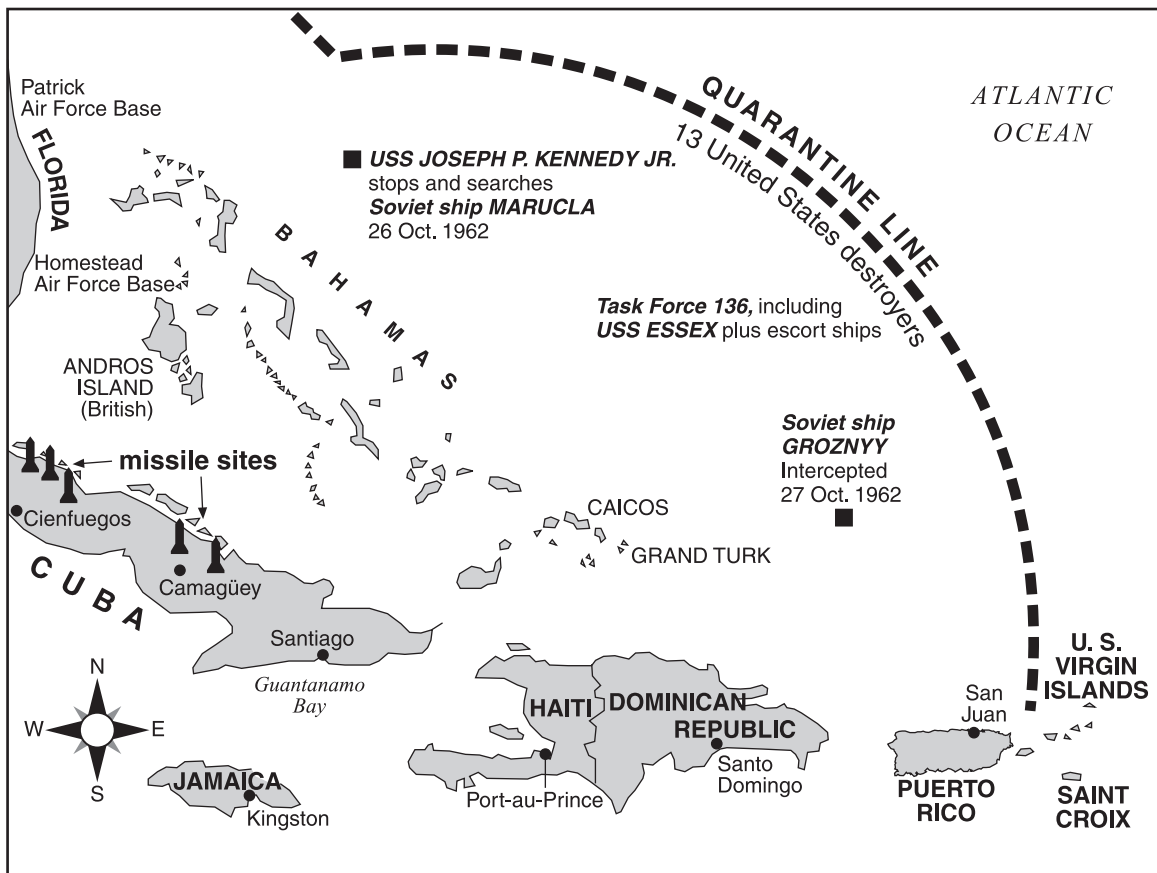 Patrick
Air Force Base
FLORIDA
Homestead
Air Force Base
ANDROS
ISLAND
(British)
BAHAMAS
USS JOSEPH P. KENNEDY JR.
stops and searches
Soviet ship MARUCLA
26 Oct. 1962
QUARANTINE LINE
13 United States destroyers
ATLANTIC
OCEAN
Task Force 136, including
USS ESSEX plus escort ships
Soviet ship
GROZNYY
Intercepted
27 Oct. 1962
missile sites
Cienfuegos
CUBA
Camagüey
Santiago
Guantanamo
Bay
CAICOS
GRAND TURK
N
W
E
S
JAMAICA
Kingston
HAITI
Port-au-Prince
DOMINICAN
REPUBLIC
Santo
Domingo
San
Juan
PUERTO
RICO
U. S.
VIRGIN
ISLANDS
SAINT
CROIX